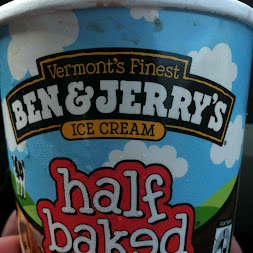 Vermont's Finest
BEN & JERRY'S
ICE CREAM
half
baked